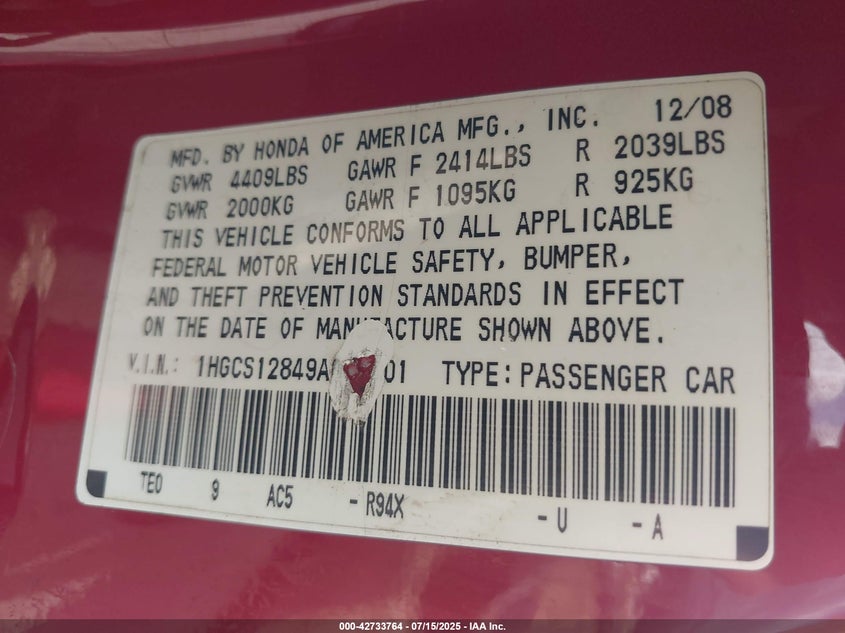 12/08
MFD. BY HONDA OF AMERICA MFG., INC.
GVWR 4409LBS GAWR F 2414LBS R 2039LBS
GVWR 2000KG GAWR F 1095KG R 925KG
THIS VEHICLE CONFORMS TO ALL APPLICABLE
FEDERAL MOTOR VEHICLE SAFETY, BUMPER,
AND THEFT PREVENTION STANDARDS IN EFFECT
ON THE DATE OF MANUFACTURE SHOWN ABOVE.
V.I.N.: TYPE: PASSENGER CAR
TE0 9 AC5 - R94X - U - A
000-42733764 - 07/15/2025 - IAA Inc.